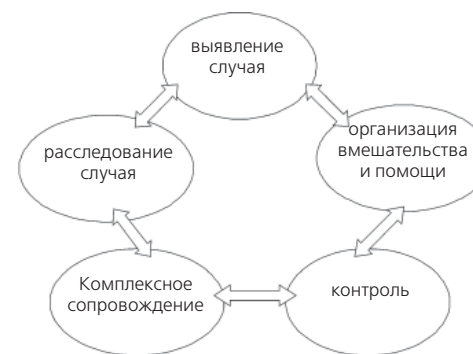 выявление
случая
организация
вмешательства
и помощи
расследование
случая
Комплексное
сопровождение
контроль